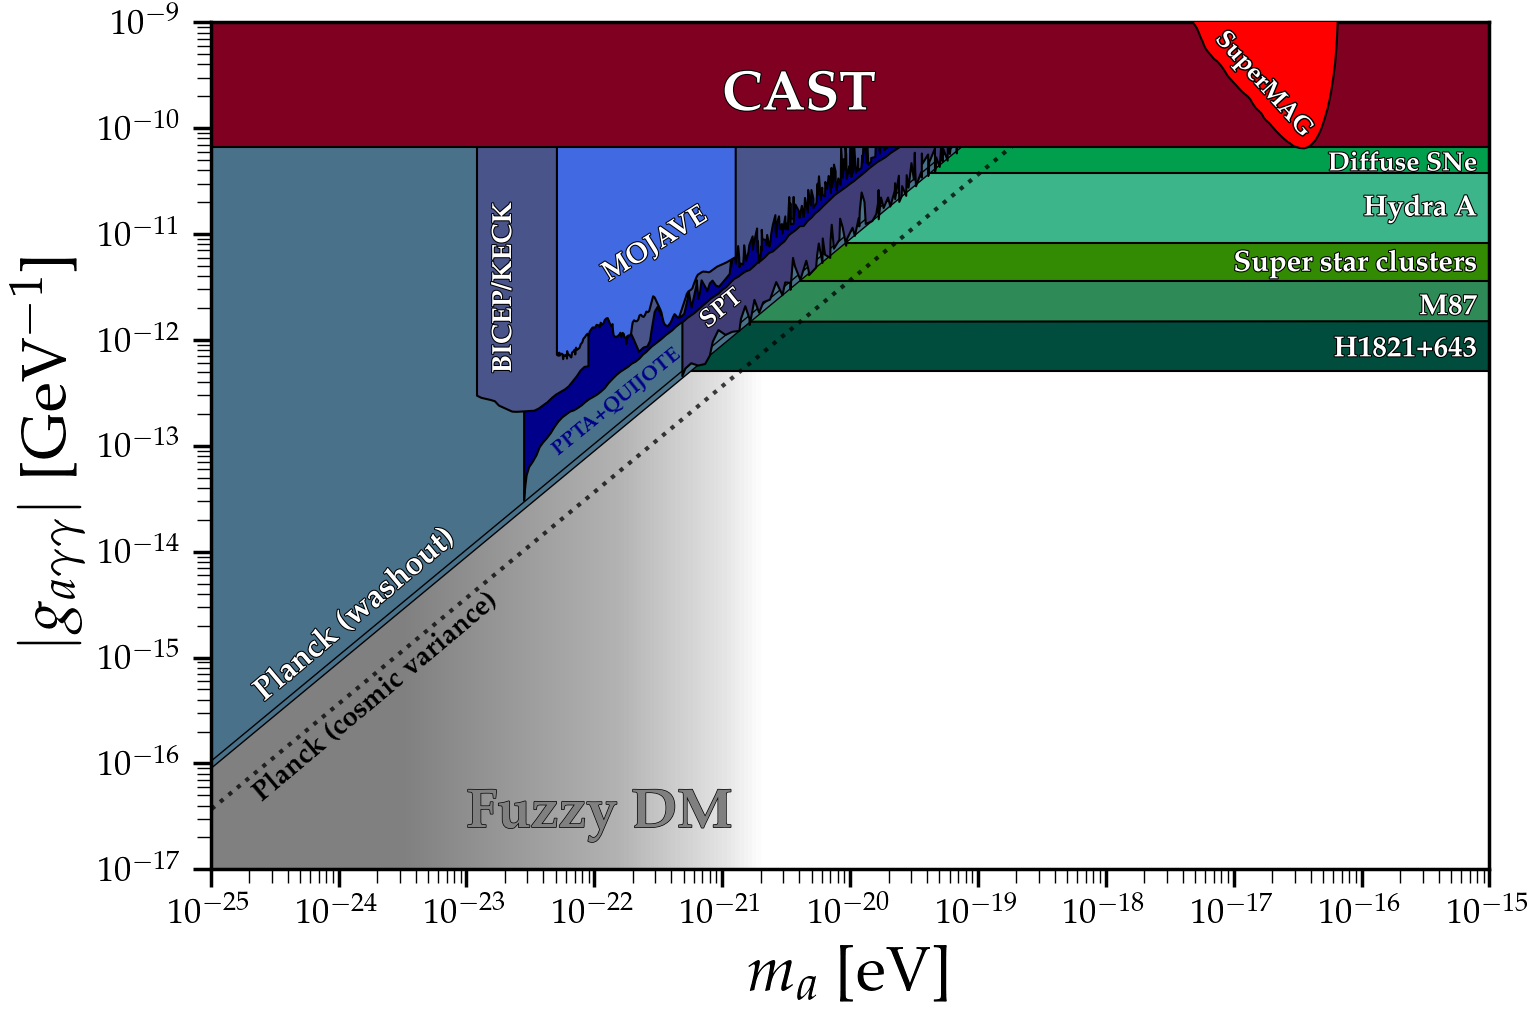 |g_{aγγ}| [GeV⁻¹]
10⁻⁹
10⁻¹⁰
10⁻¹¹
10⁻¹²
10⁻¹³
10⁻¹⁴
10⁻¹⁵
10⁻¹⁶
10⁻¹⁷
CAST
SuperMAG
Diffuse SNe
Hydra A
Super star clusters
M87
H1821+643
BICEP/KECK
MOJAVE
SPT
PPTA+QUIJOTE
Planck (washout)
Planck (cosmic variance)
Fuzzy DM
10⁻²⁵ 10⁻²⁴ 10⁻²³ 10⁻²² 10⁻²¹ 10⁻²⁰ 10⁻¹⁹ 10⁻¹⁸ 10⁻¹⁷ 10⁻¹⁶ 10⁻¹⁵
mₐ [eV]